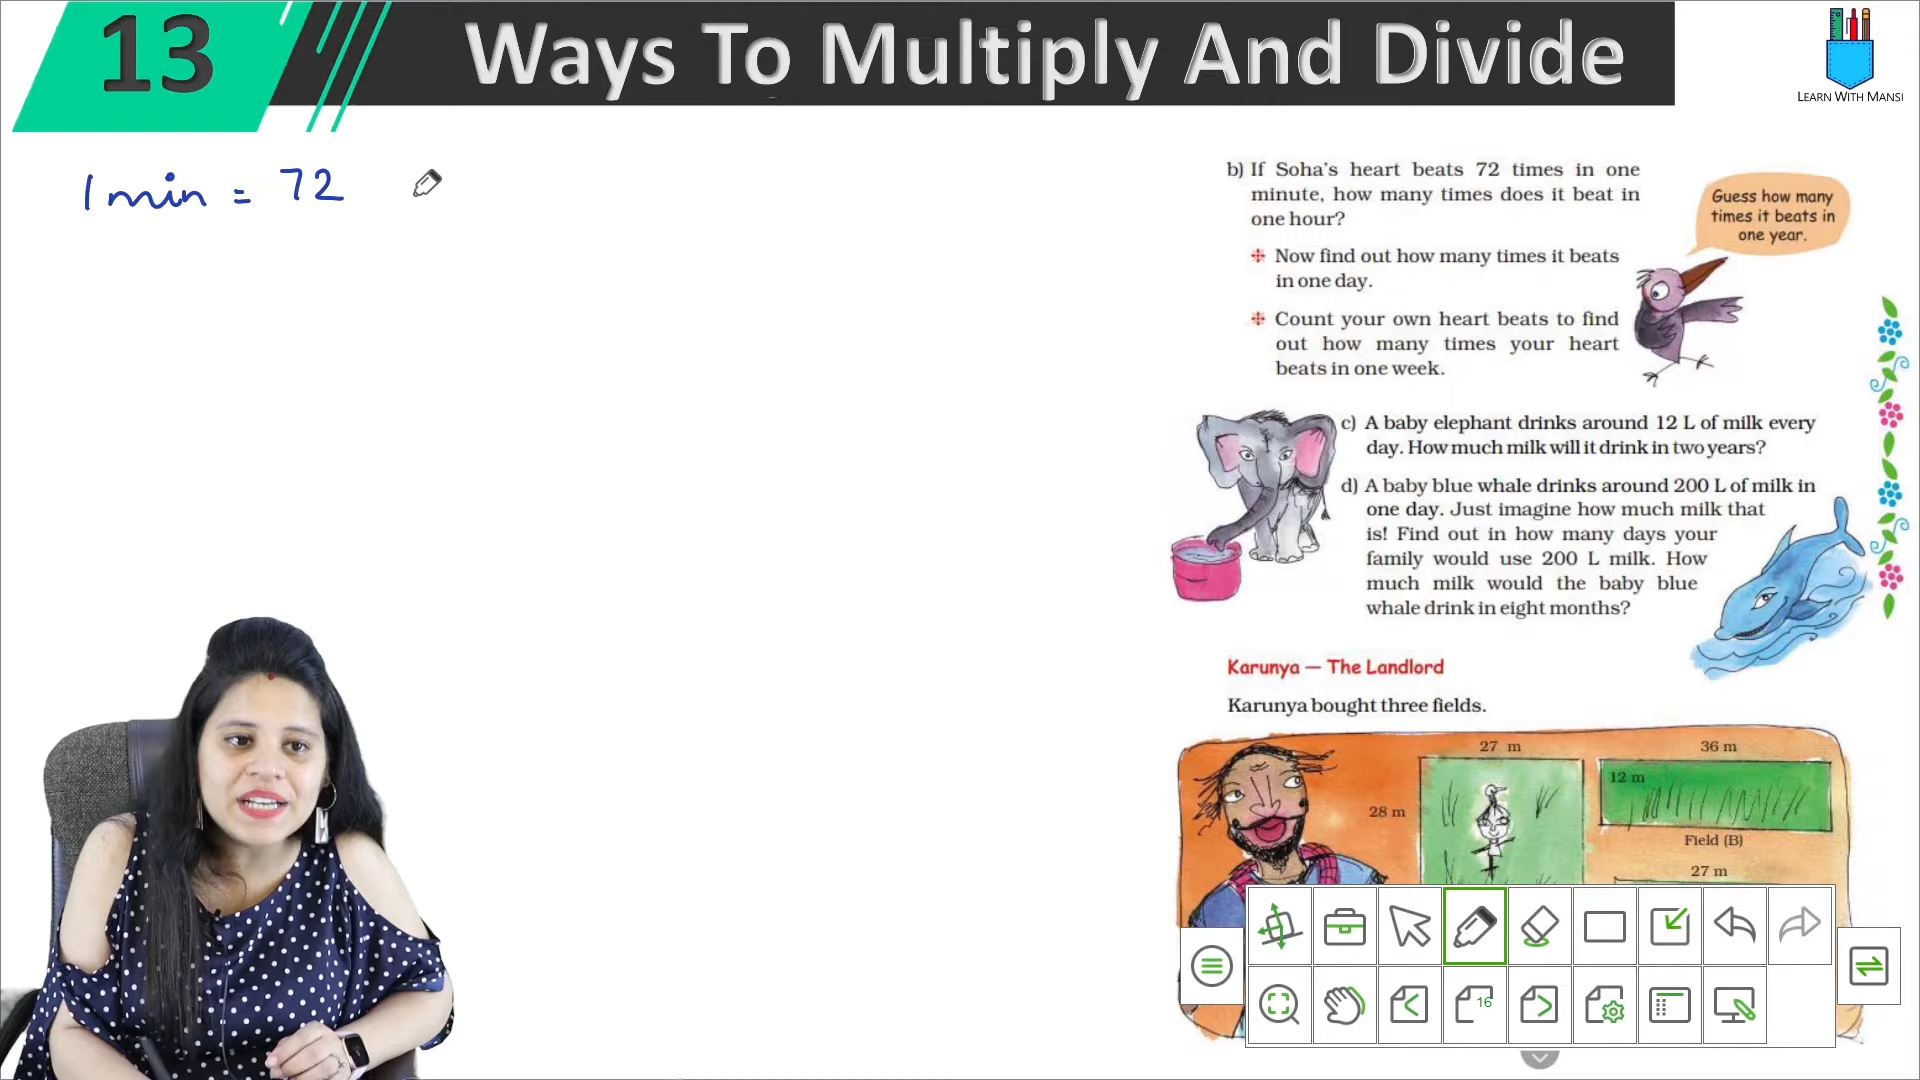 13
Ways To Multiply And Divide
LEARN WITH MANSI
1 min = 72
b) If Soha's heart beats 72 times in one
minute, how many times does it beat in
one hour?
Guess how many
times it beats in
one year.
Now find out how many times it beats
in one day.
Count your own heart beats to find
out how many times your heart
beats in one week.
c) A baby elephant drinks around 12 L of milk every
day. How much milk will it drink in two years?
d) A baby blue whale drinks around 200 L of milk in
one day. Just imagine how much milk that
is! Find out in how many days your
family would use 200 L milk. How
much milk would the baby blue
whale drink in eight months?
Karunya — The Landlord
Karunya bought three fields.
27 m
36 m
12 m
28 m
Field (B)
27 m
16